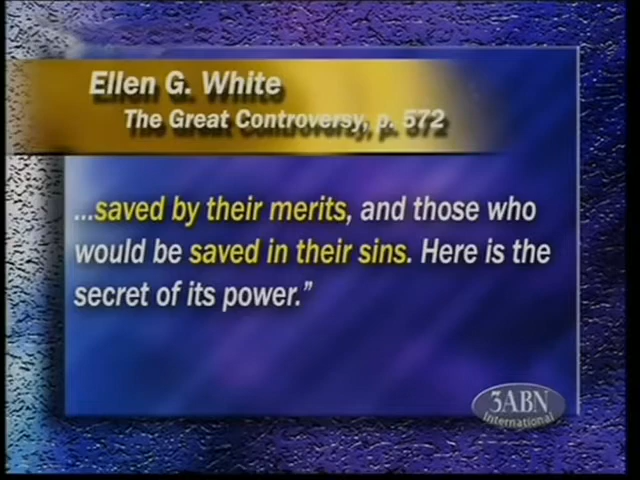 Ellen G. White
The Great Controversy, p. 572
...saved by their merits, and those who
would be saved in their sins. Here is the
secret of its power.”
3ABN
International